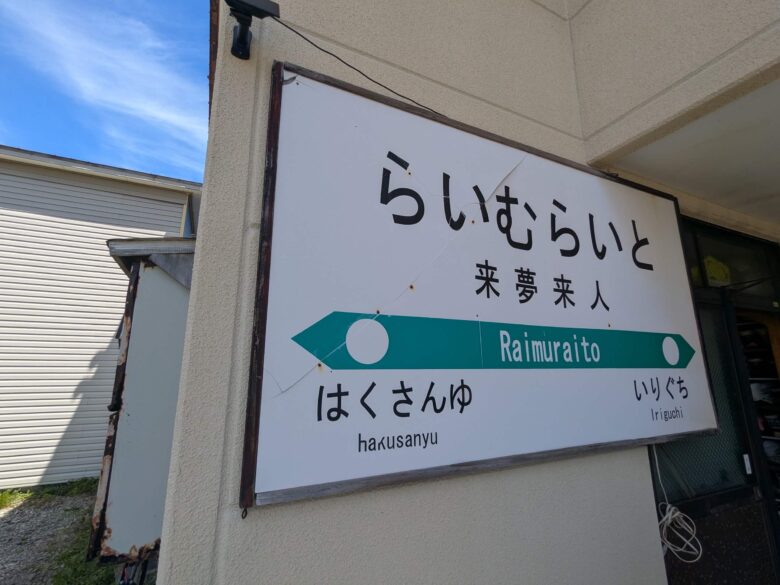 らいむらいと
来夢来人
Raimuraito
はくさんゆ
hakusanyu
いりぐち
Iriguchi